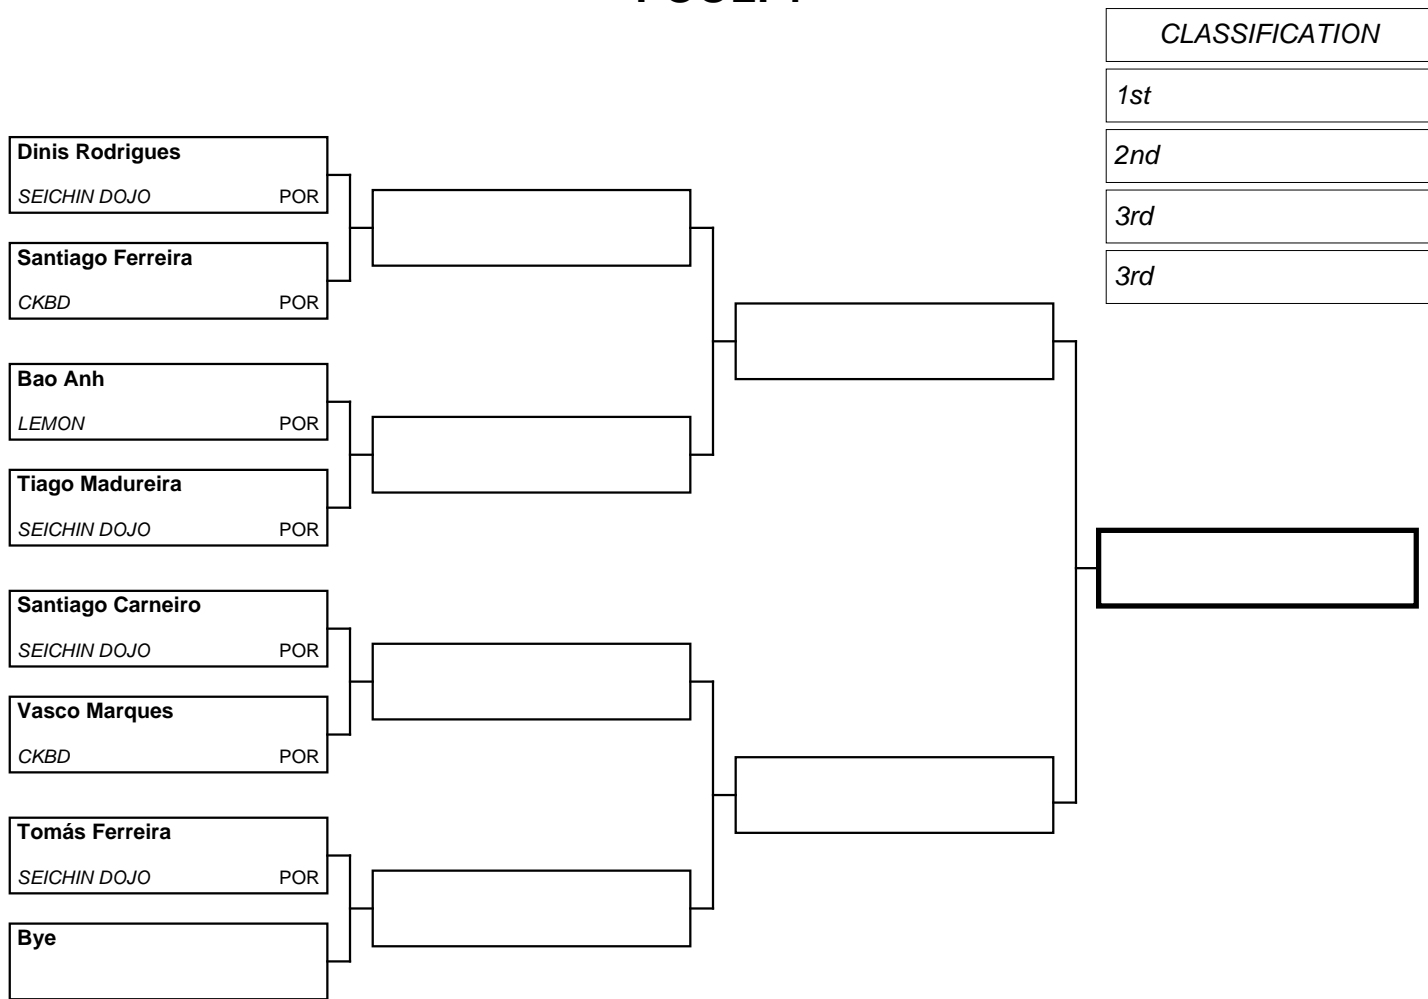 CLASSIFICATION
1st
2nd
3rd
3rd
Dinis Rodrigues
SEICHIN DOJO POR
Santiago Ferreira
CKBD POR
Bao Anh
LEMON POR
Tiago Madureira
SEICHIN DOJO POR
Santiago Carneiro
SEICHIN DOJO POR
Vasco Marques
CKBD POR
Tomás Ferreira
SEICHIN DOJO POR
Bye